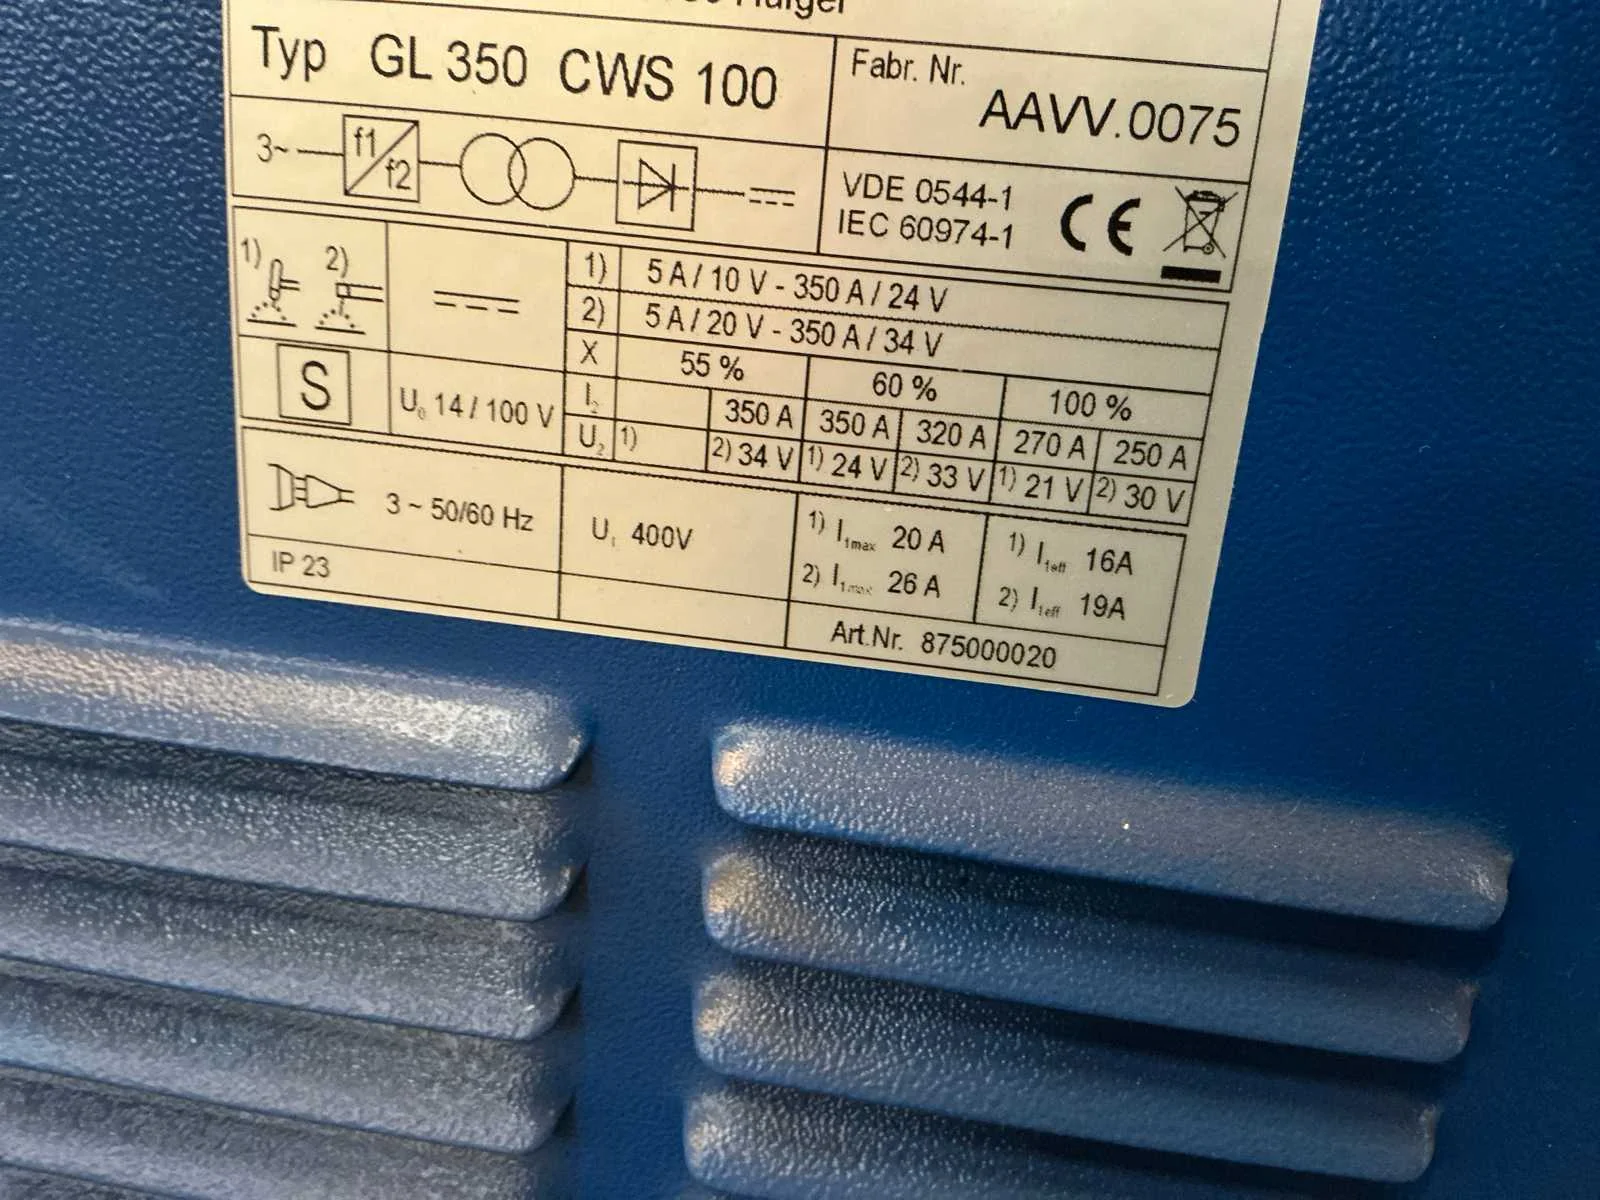 Typ GL 350 CWS 100
Fabr. Nr.
AAVV.0075
3~ f1 f2
VDE 0544-1
IEC 60974-1
CE
1) 2)
1) 5 A / 10 V - 350 A / 24 V
2) 5 A / 20 V - 350 A / 34 V
X 55 % 60 % 100 %
S
U0 14 / 100 V
I2 350 A 350 A 320 A 270 A 250 A
U2 1) 2) 34 V 1) 24 V 2) 33 V 1) 21 V 2) 30 V
3 ~ 50/60 Hz
U1 400V
1) I1max 20 A
2) I1max 26 A
1) I1eff 16A
2) I1eff 19A
IP 23
Art.Nr. 875000020